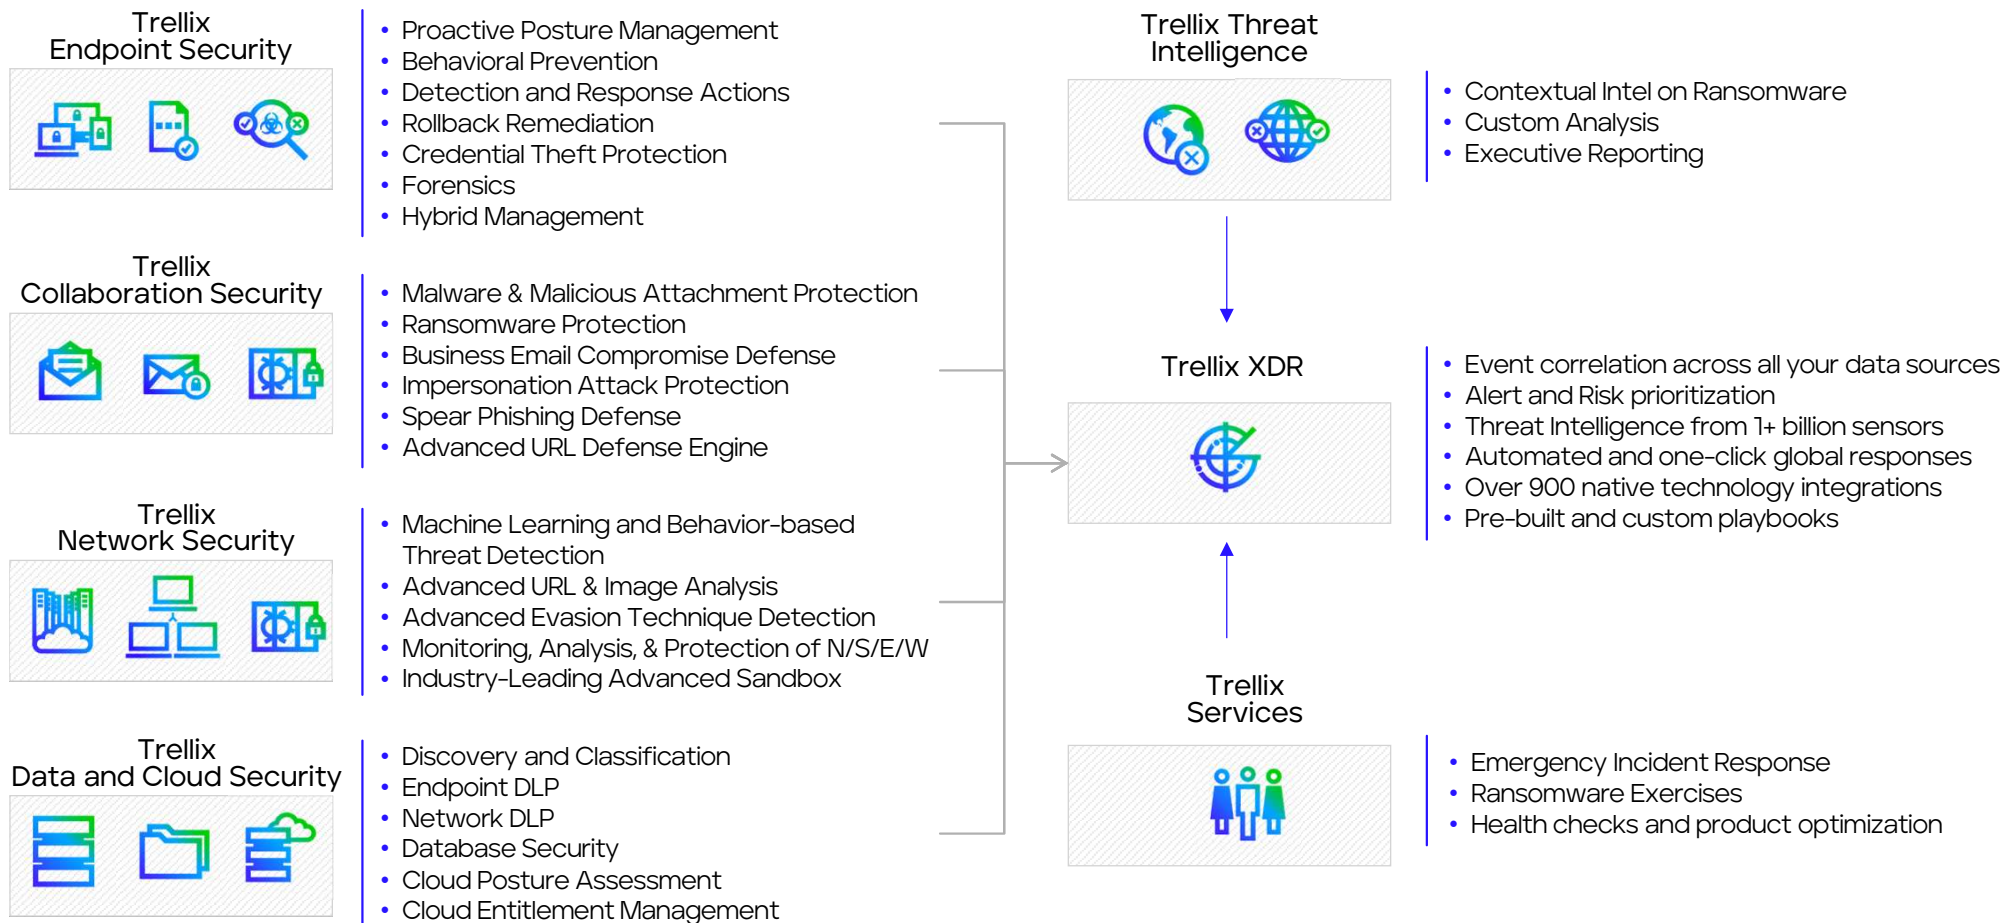 Trellix
Endpoint Security
• Proactive Posture Management
• Behavioral Prevention
• Detection and Response Actions
• Rollback Remediation
• Credential Theft Protection
• Forensics
• Hybrid Management
Trellix
Collaboration Security
• Malware & Malicious Attachment Protection
• Ransomware Protection
• Business Email Compromise Defense
• Impersonation Attack Protection
• Spear Phishing Defense
• Advanced URL Defense Engine
Trellix
Network Security
• Machine Learning and Behavior-based
Threat Detection
• Advanced URL & Image Analysis
• Advanced Evasion Technique Detection
• Monitoring, Analysis, & Protection of N/S/E/W
• Industry-Leading Advanced Sandbox
Trellix
Data and Cloud Security
• Discovery and Classification
• Endpoint DLP
• Network DLP
• Database Security
• Cloud Posture Assessment
• Cloud Entitlement Management
Trellix Threat
Intelligence
• Contextual Intel on Ransomware
• Custom Analysis
• Executive Reporting
Trellix XDR
• Event correlation across all your data sources
• Alert and Risk prioritization
• Threat Intelligence from 1+ billion sensors
• Automated and one-click global responses
• Over 900 native technology integrations
• Pre-built and custom playbooks
Trellix
Services
• Emergency Incident Response
• Ransomware Exercises
• Health checks and product optimization